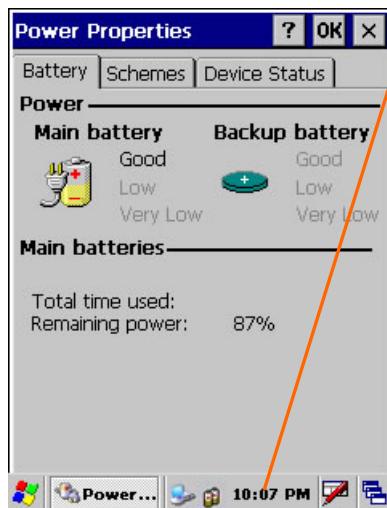 Power Properties ? OK ×
Battery Schemes Device Status
Power
Main battery Backup battery
Good Good
Low Low
Very Low Very Low
Main batteries
Total time used:
Remaining power: 87%
Power... 10:07 PM